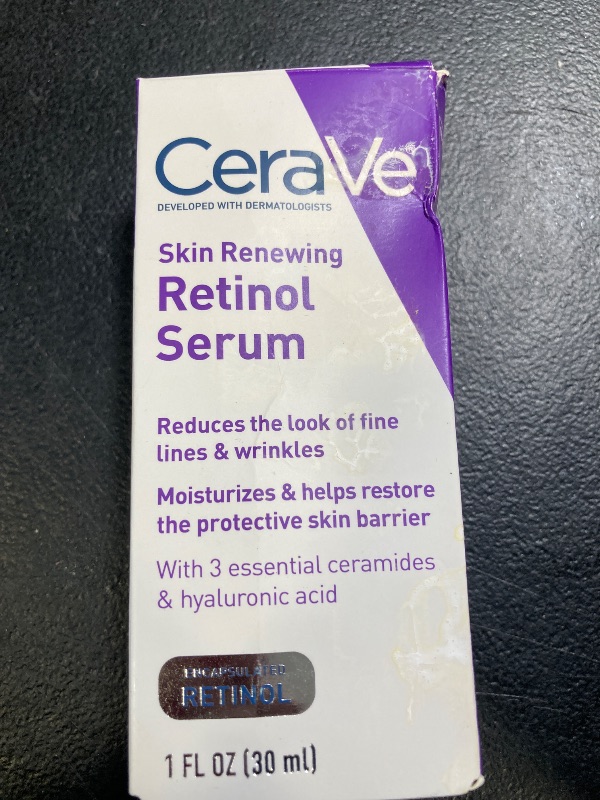 CeraVe
DEVELOPED WITH DERMATOLOGISTS
Skin Renewing
Retinol
Serum
Reduces the look of fine
lines & wrinkles
Moisturizes & helps restore
the protective skin barrier
With 3 essential ceramides
& hyaluronic acid
ENCAPSULATED
RETINOL
1 FL OZ (30 ml)